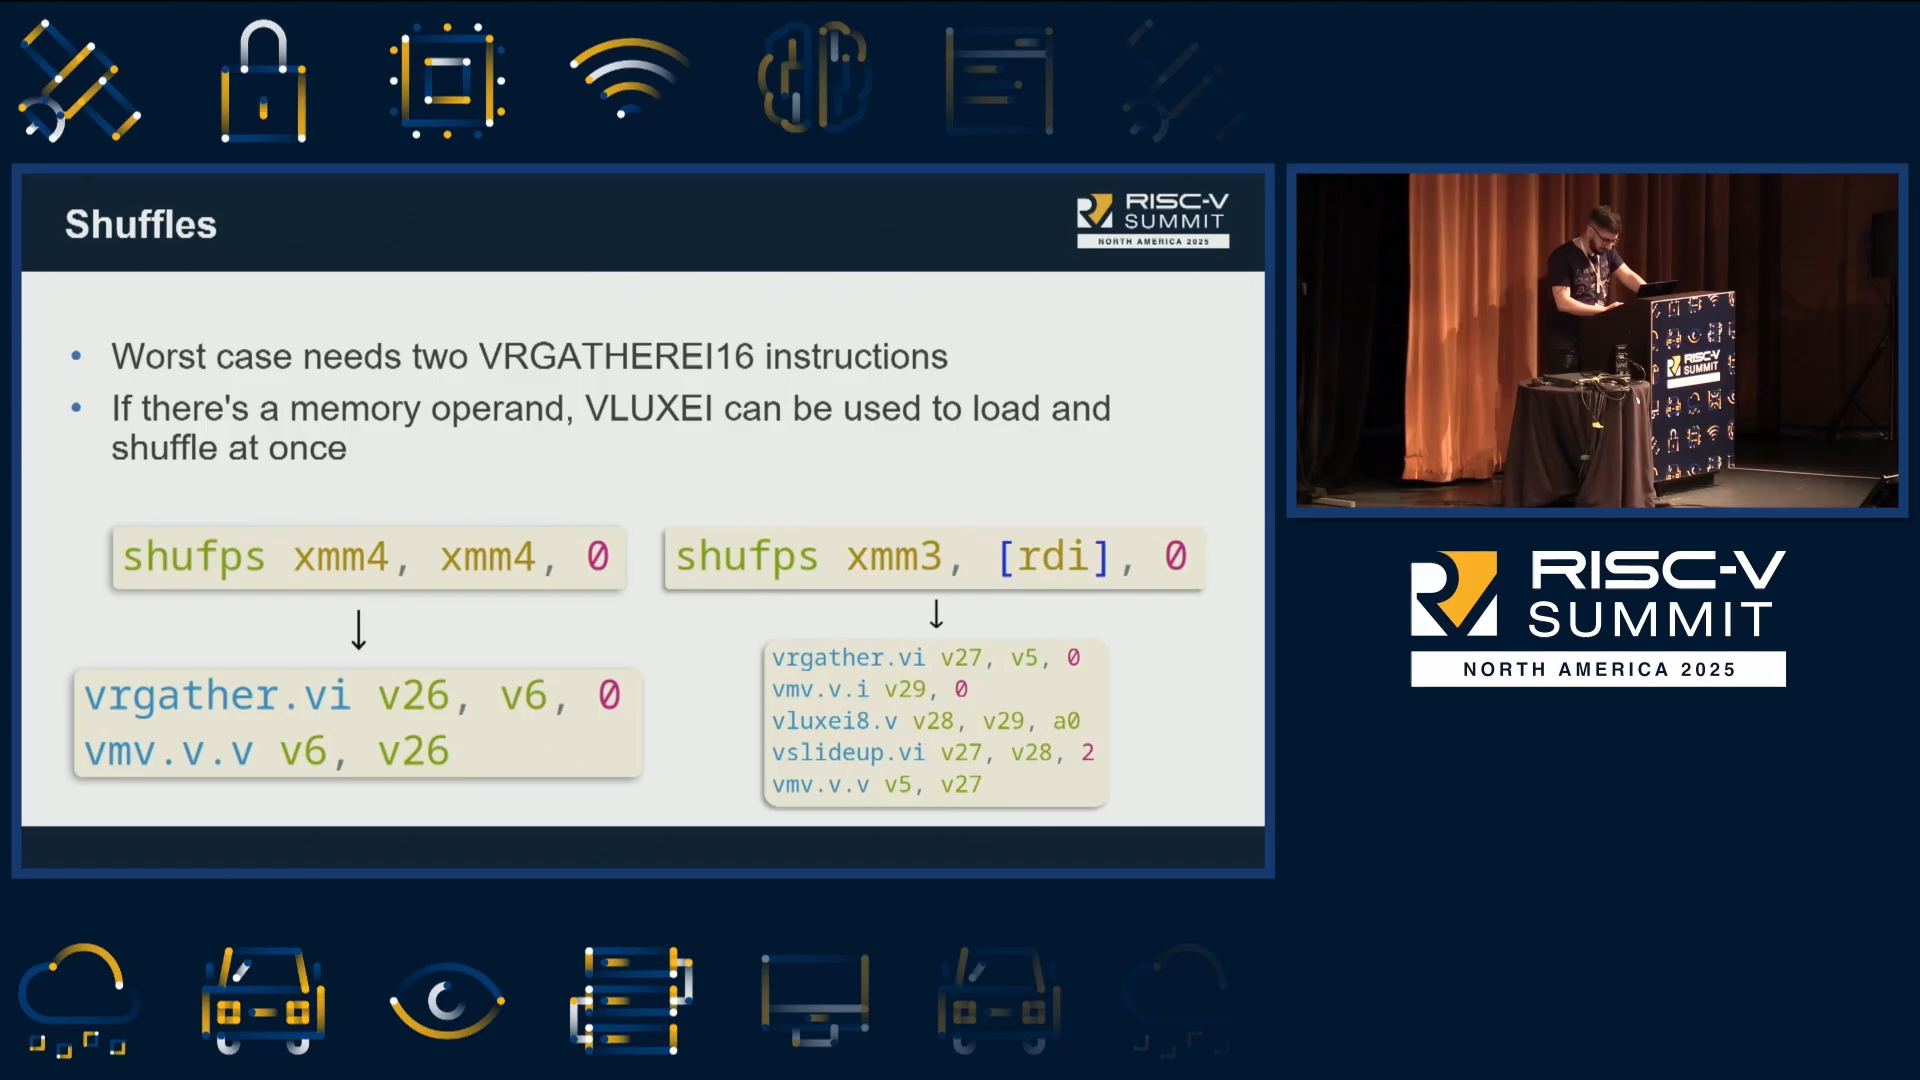 Shuffles
RISC-V
SUMMIT
NORTH AMERICA 2025
• Worst case needs two VRGATHEREI16 instructions
• If there's a memory operand, VLUXEI can be used to load and
shuffle at once
shufps xmm4, xmm4, 0
↓
vrgather.vi v26, v6, 0
vmv.v.v v6, v26
shufps xmm3, [rdi], 0
↓
vrgather.vi v27, v5, 0
vmv.v.i v29, 0
vluxei8.v v28, v29, a0
vslideup.vi v27, v28, 2
vmv.v.v v5, v27
RISC-V
SUMMIT
RISC-V
SUMMIT
NORTH AMERICA 2025